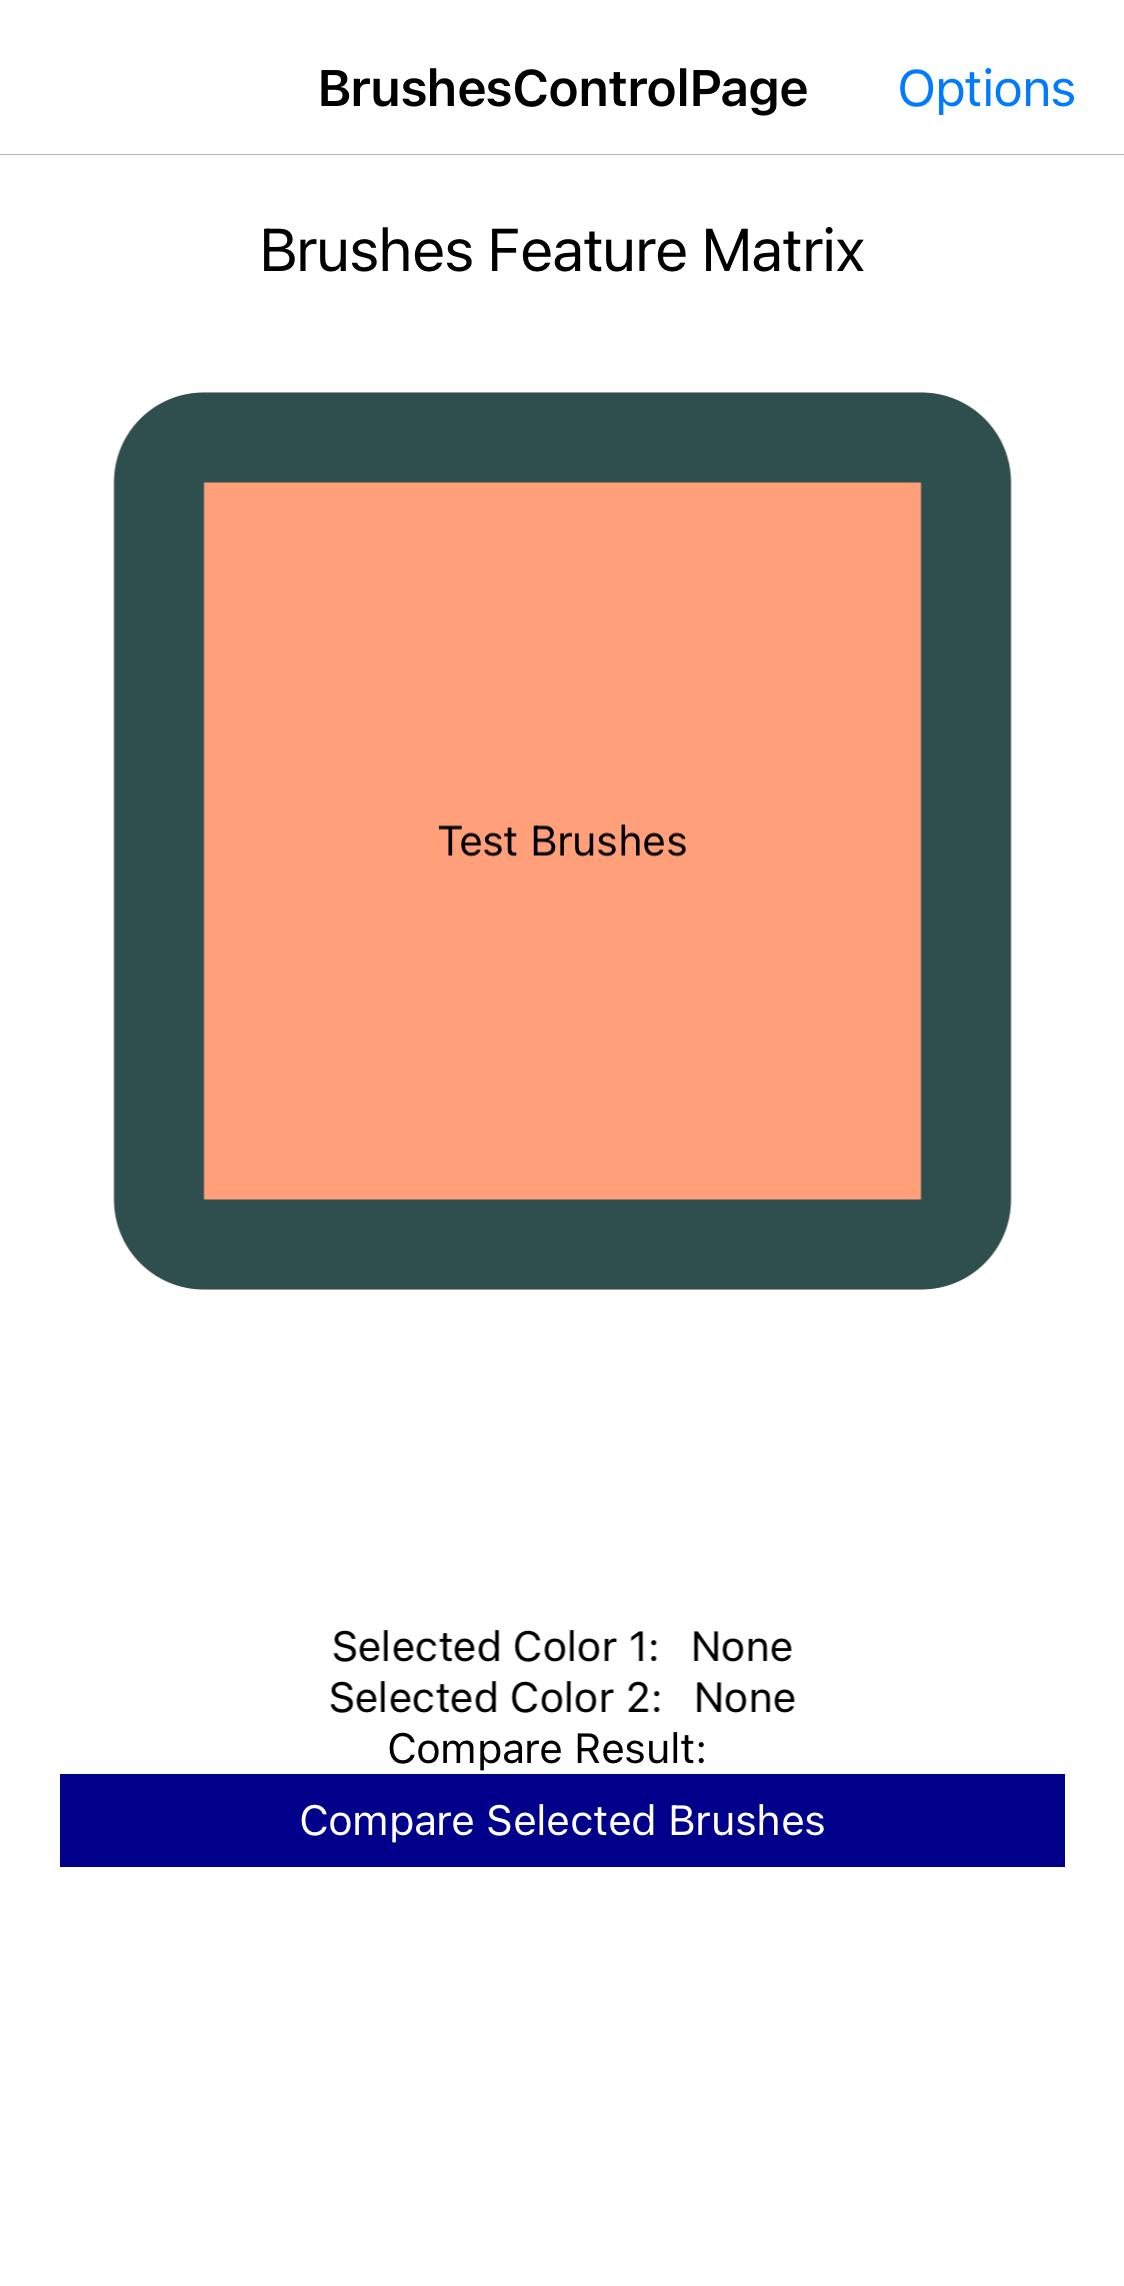 BrushesControlPage Options
Brushes Feature Matrix
Test Brushes
Selected Color 1: None
Selected Color 2: None
Compare Result:
Compare Selected Brushes